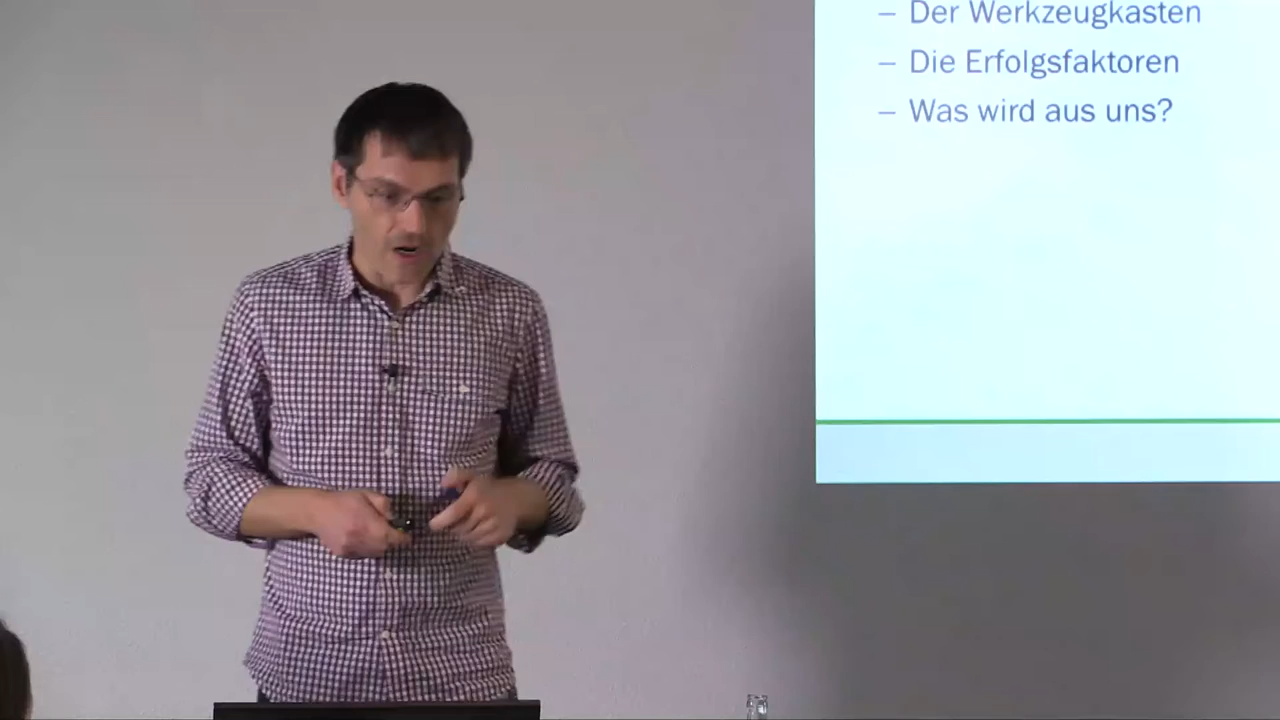 – Der Werkzeugkasten
– Die Erfolgsfaktoren
– Was wird aus uns?